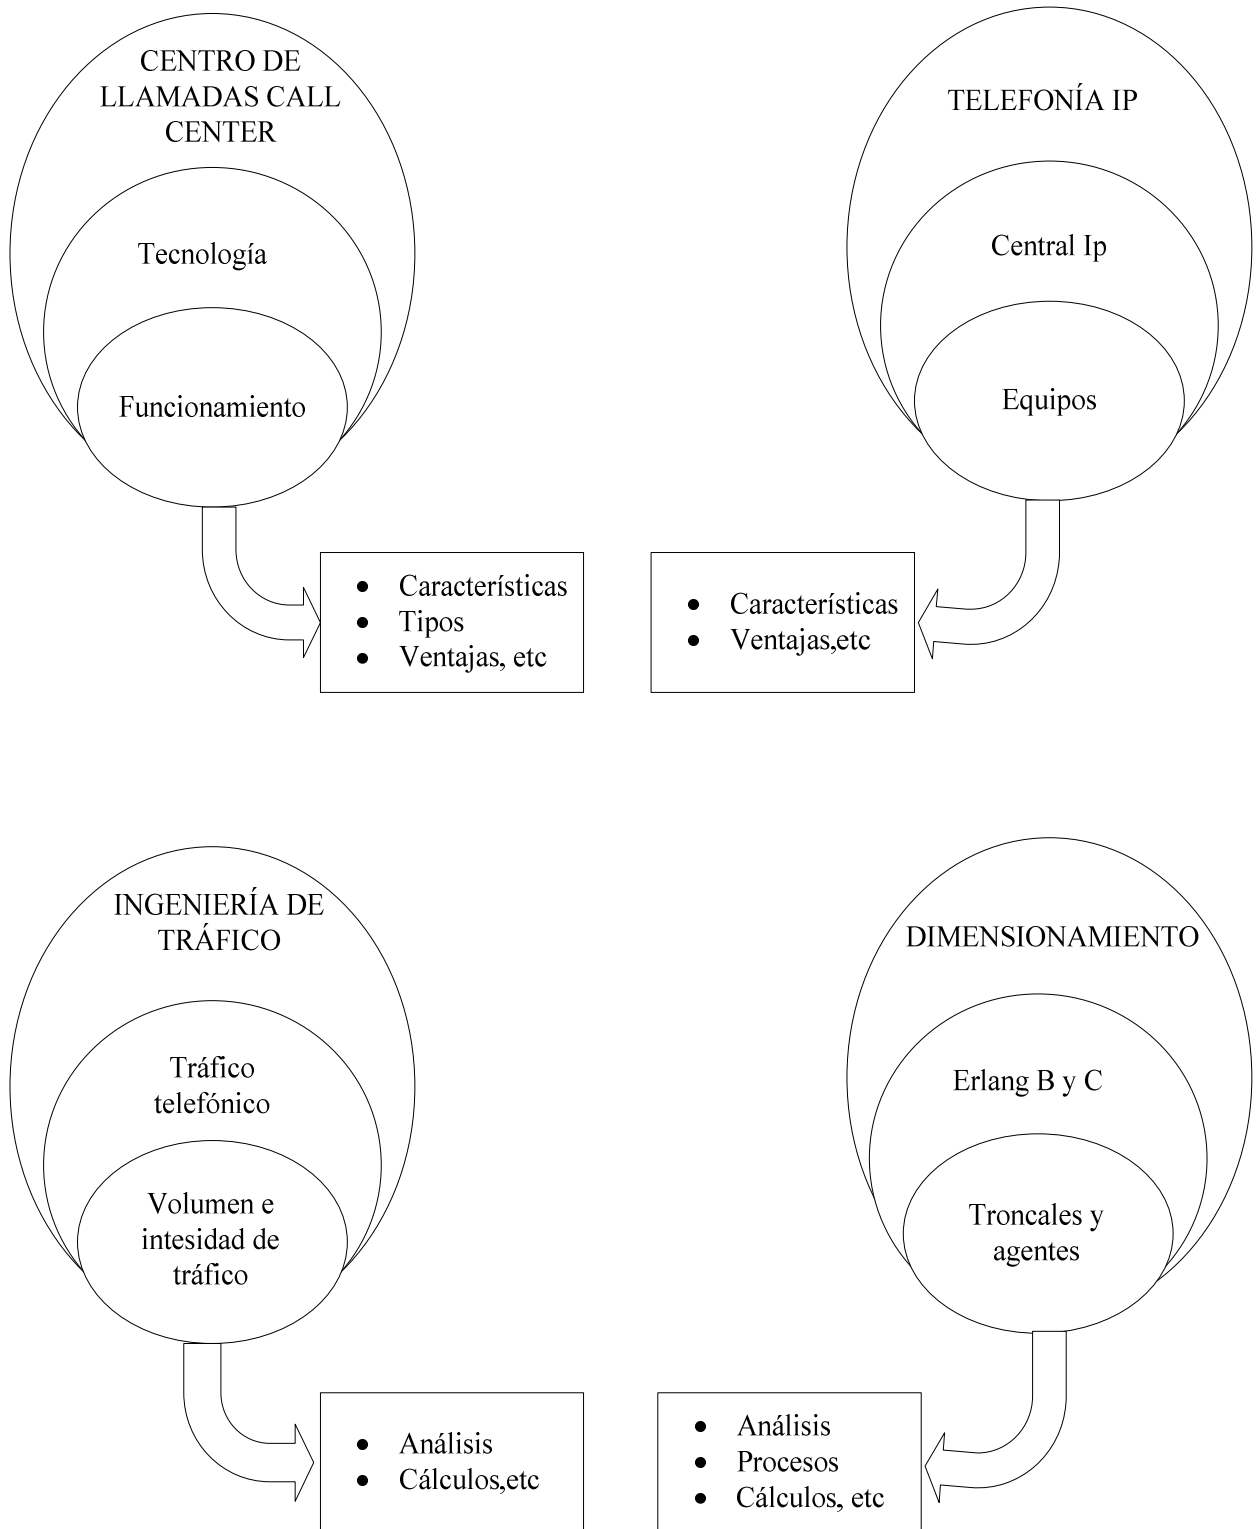 CENTRO DE
LLAMADAS CALL
CENTER
Tecnología
Funcionamiento
• Características
• Tipos
• Ventajas, etc
TELEFONÍA IP
Central Ip
Equipos
• Características
• Ventajas,etc
INGENIERÍA DE
TRÁFICO
Tráfico
telefónico
Volumen e
intesidad de
tráfico
• Análisis
• Cálculos,etc
DIMENSIONAMIENTO
Erlang B y C
Troncales y
agentes
• Análisis
• Procesos
• Cálculos, etc